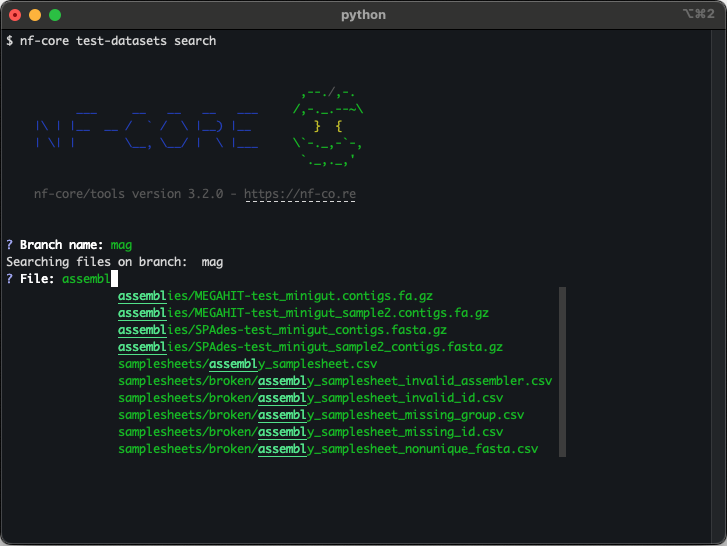 python
⌥⌘2
$ nf-core test-datasets search
,--./,-.
___     __   __   __   ___     /,-._.--~\
|\ | |__  __ /  ` /  \ |__) |__         }  {
| \| |       \__, \__/ |  \ |___     \`-._,-`-,
`._,._,'
nf-core/tools version 3.2.0 - https://nf-co.re
? Branch name: mag
Searching files on branch:  mag
? File: assembl
assemblies/MEGAHIT-test_minigut.contigs.fa.gz
assemblies/MEGAHIT-test_minigut_sample2.contigs.fa.gz
assemblies/SPAdes-test_minigut_contigs.fasta.gz
assemblies/SPAdes-test_minigut_sample2_contigs.fasta.gz
samplesheets/assembly_samplesheet.csv
samplesheets/broken/assembly_samplesheet_invalid_assembler.csv
samplesheets/broken/assembly_samplesheet_invalid_id.csv
samplesheets/broken/assembly_samplesheet_missing_group.csv
samplesheets/broken/assembly_samplesheet_missing_id.csv
samplesheets/broken/assembly_samplesheet_nonunique_fasta.csv